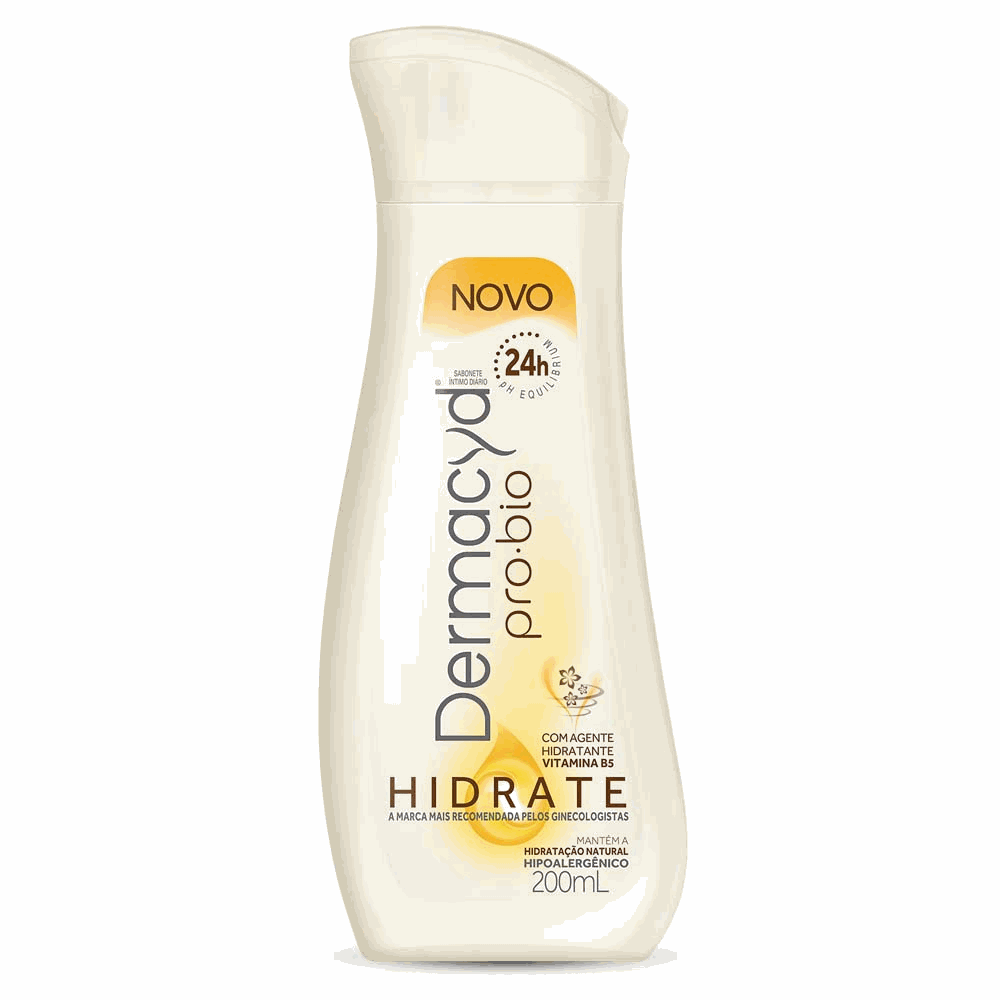 NOVO
24h
pH EQUILIBRIUM
SABONETE
ÍNTIMO DIÁRIO
Dermacyd®
pro·bio
COM AGENTE
HIDRATANTE
VITAMINA B5
HIDRATE
A MARCA MAIS RECOMENDADA PELOS GINECOLOGISTAS
MANTÉM A
HIDRATAÇÃO NATURAL
HIPOALERGÊNICO
200mL